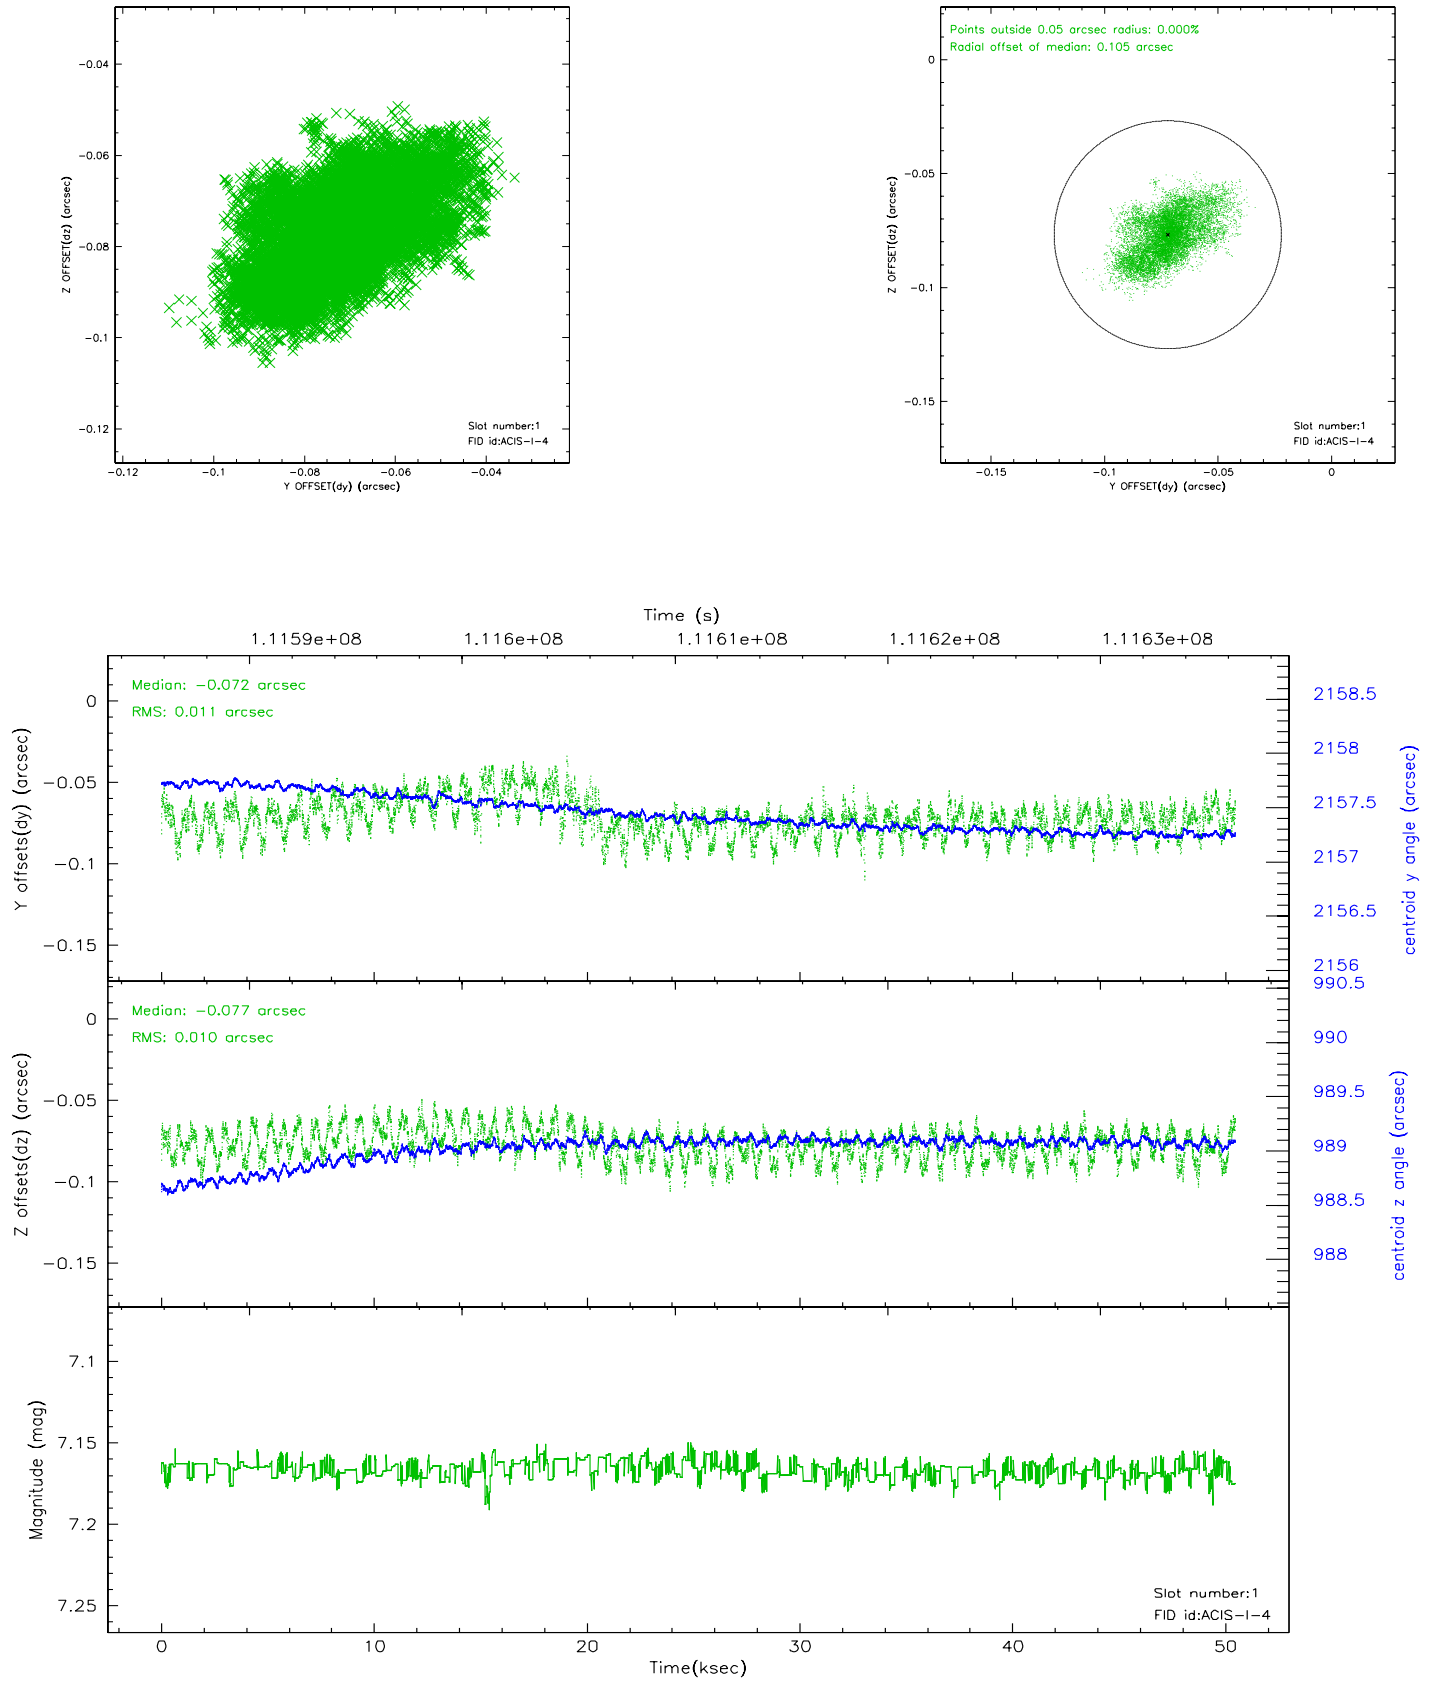 -0.04
-0.06
-0.08
-0.1
-0.12
Z OFFSET(dz) (arcsec)
Slot number:1
FID id:ACIS-I-4
-0.12 -0.1 -0.08 -0.06 -0.04
Y OFFSET(dy) (arcsec)
Points outside 0.05 arcsec radius: 0.000%
Radial offset of median: 0.105 arcsec
0
-0.05
-0.1
-0.15
Z OFFSET(dz) (arcsec)
Slot number:1
FID id:ACIS-I-4
-0.15 -0.1 -0.05 0
Y OFFSET(dy) (arcsec)
Time (s)
1.1159e+08 1.116e+08 1.1161e+08 1.1162e+08 1.1163e+08
Median: -0.072 arcsec
RMS: 0.011 arcsec
0
-0.05
-0.1
-0.15
Y offsets(dy) (arcsec)
2158.5
2158
2157.5
2157
2156.5
2156
centroid y angle (arcsec)
Median: -0.077 arcsec
RMS: 0.010 arcsec
0
-0.05
-0.1
-0.15
Z offsets(dz) (arcsec)
990.5
990
989.5
989
988.5
988
centroid z angle (arcsec)
7.1
7.15
7.2
7.25
Magnitude (mag)
Slot number:1
FID id:ACIS-I-4
0 10 20 30 40 50
Time(ksec)